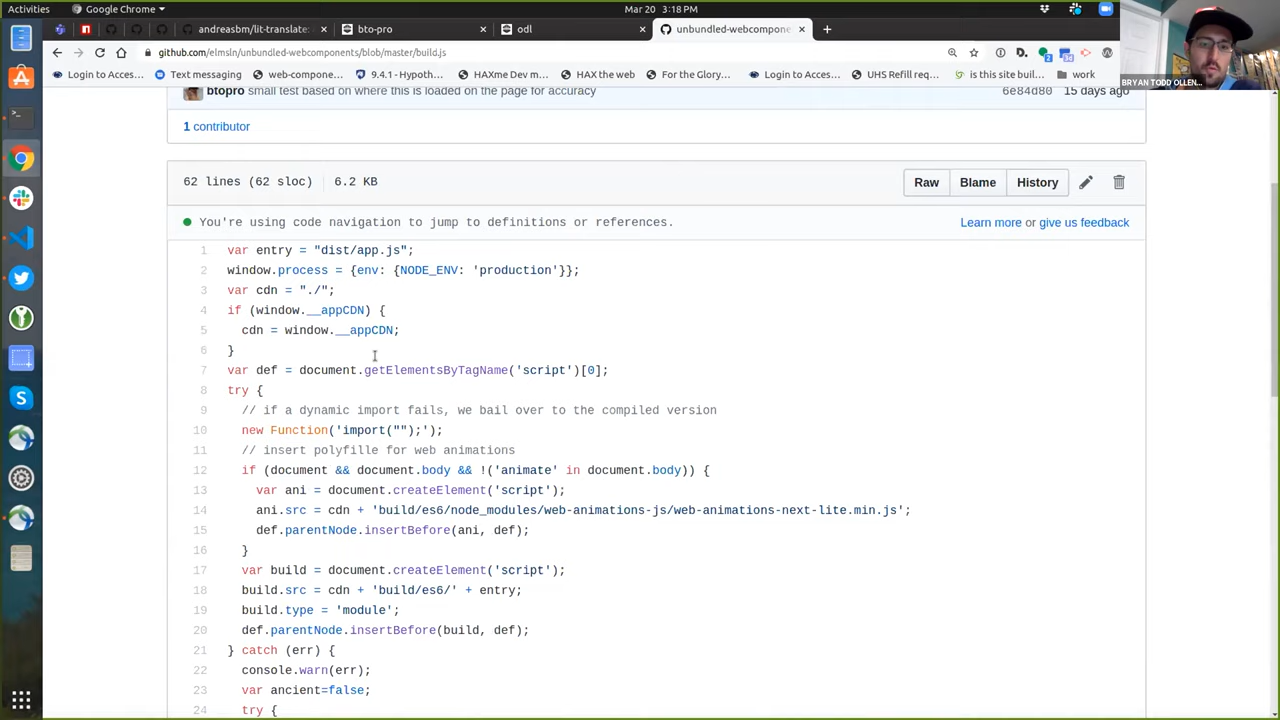 Activities
Google Chrome
Mar 20 3:18 PM
andreasbm/lit-translate:
bto-pro
odl
unbundled-webcompone
github.com/elmsln/unbundled-webcomponents/blob/master/build.js
Login to Acces...
Text messaging
web-compone...
9.4.1 - Hypoth...
HAXme Dev m...
HAX the web
For the Glory...
Login to Acces...
UHS Refill req...
is this site buil...
work
BRYAN TODD OLLEN...
btopro small test based on where this is being on the page for accuracy
6e84d80 15 days ago
1 contributor
62 lines (62 sloc) 6.2 KB
Raw
Blame
History
You're using code navigation to jump to definitions or references.
Learn more or give us feedback
1 var entry = "dist/app.js";
2 window.process = {env: {NODE_ENV: 'production'}};
3 var cdn = "./";
4 if (window.__appCDN) {
5 cdn = window.__appCDN;
6 }
7 var def = document.getElementsByTagName('script')[0];
8 try {
9 // if a dynamic import fails, we bail over to the compiled version
10 new Function('import("");');
11 // insert polyfille for web animations
12 if (document && document.body && !('animate' in document.body)) {
13 var ani = document.createElement('script');
14 ani.src = cdn + 'build/es6/node_modules/web-animations-js/web-animations-next-lite.min.js';
15 def.parentNode.insertBefore(ani, def);
16 }
17 var build = document.createElement('script');
18 build.src = cdn + 'build/es6/' + entry;
19 build.type = 'module';
20 def.parentNode.insertBefore(build, def);
21 } catch (err) {
22 console.warn(err);
23 var ancient=false;
24 try {